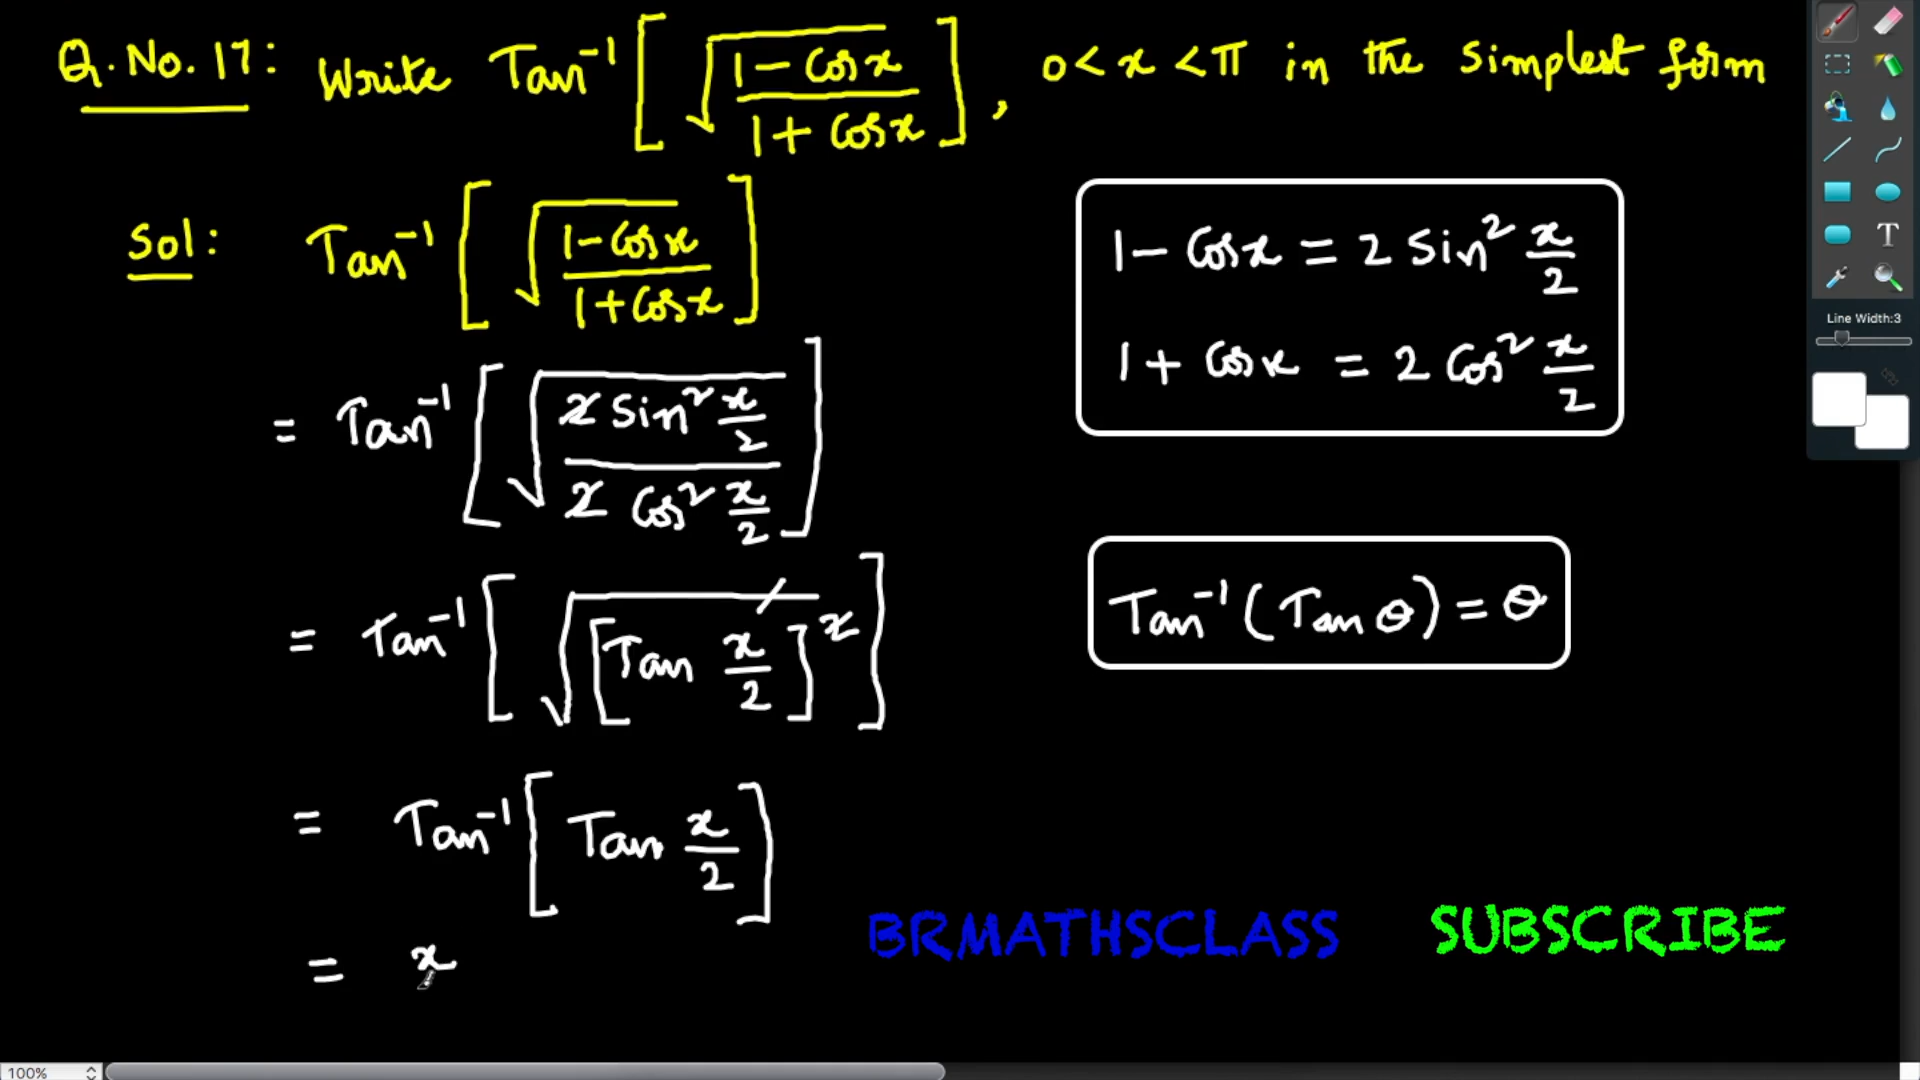 Q. No. 17: Write Tan⁻¹ [ √((1 - Cos x)/(1 + Cos x)) ], 0 < x < π in the simplest form
Sol: Tan⁻¹ [ √((1 - Cos x)/(1 + Cos x)) ]
= Tan⁻¹ [ √((2 Sin² x/2)/(2 Cos² x/2)) ]
= Tan⁻¹ [ √([Tan x/2]²) ]
= Tan⁻¹ [ Tan x/2 ]
= x
1 - Cos x = 2 Sin² x/2
1 + Cos x = 2 Cos² x/2
Tan⁻¹ (Tan θ) = θ
BRMATHSCLASS
SUBSCRIBE
T
Line Width:3
100%